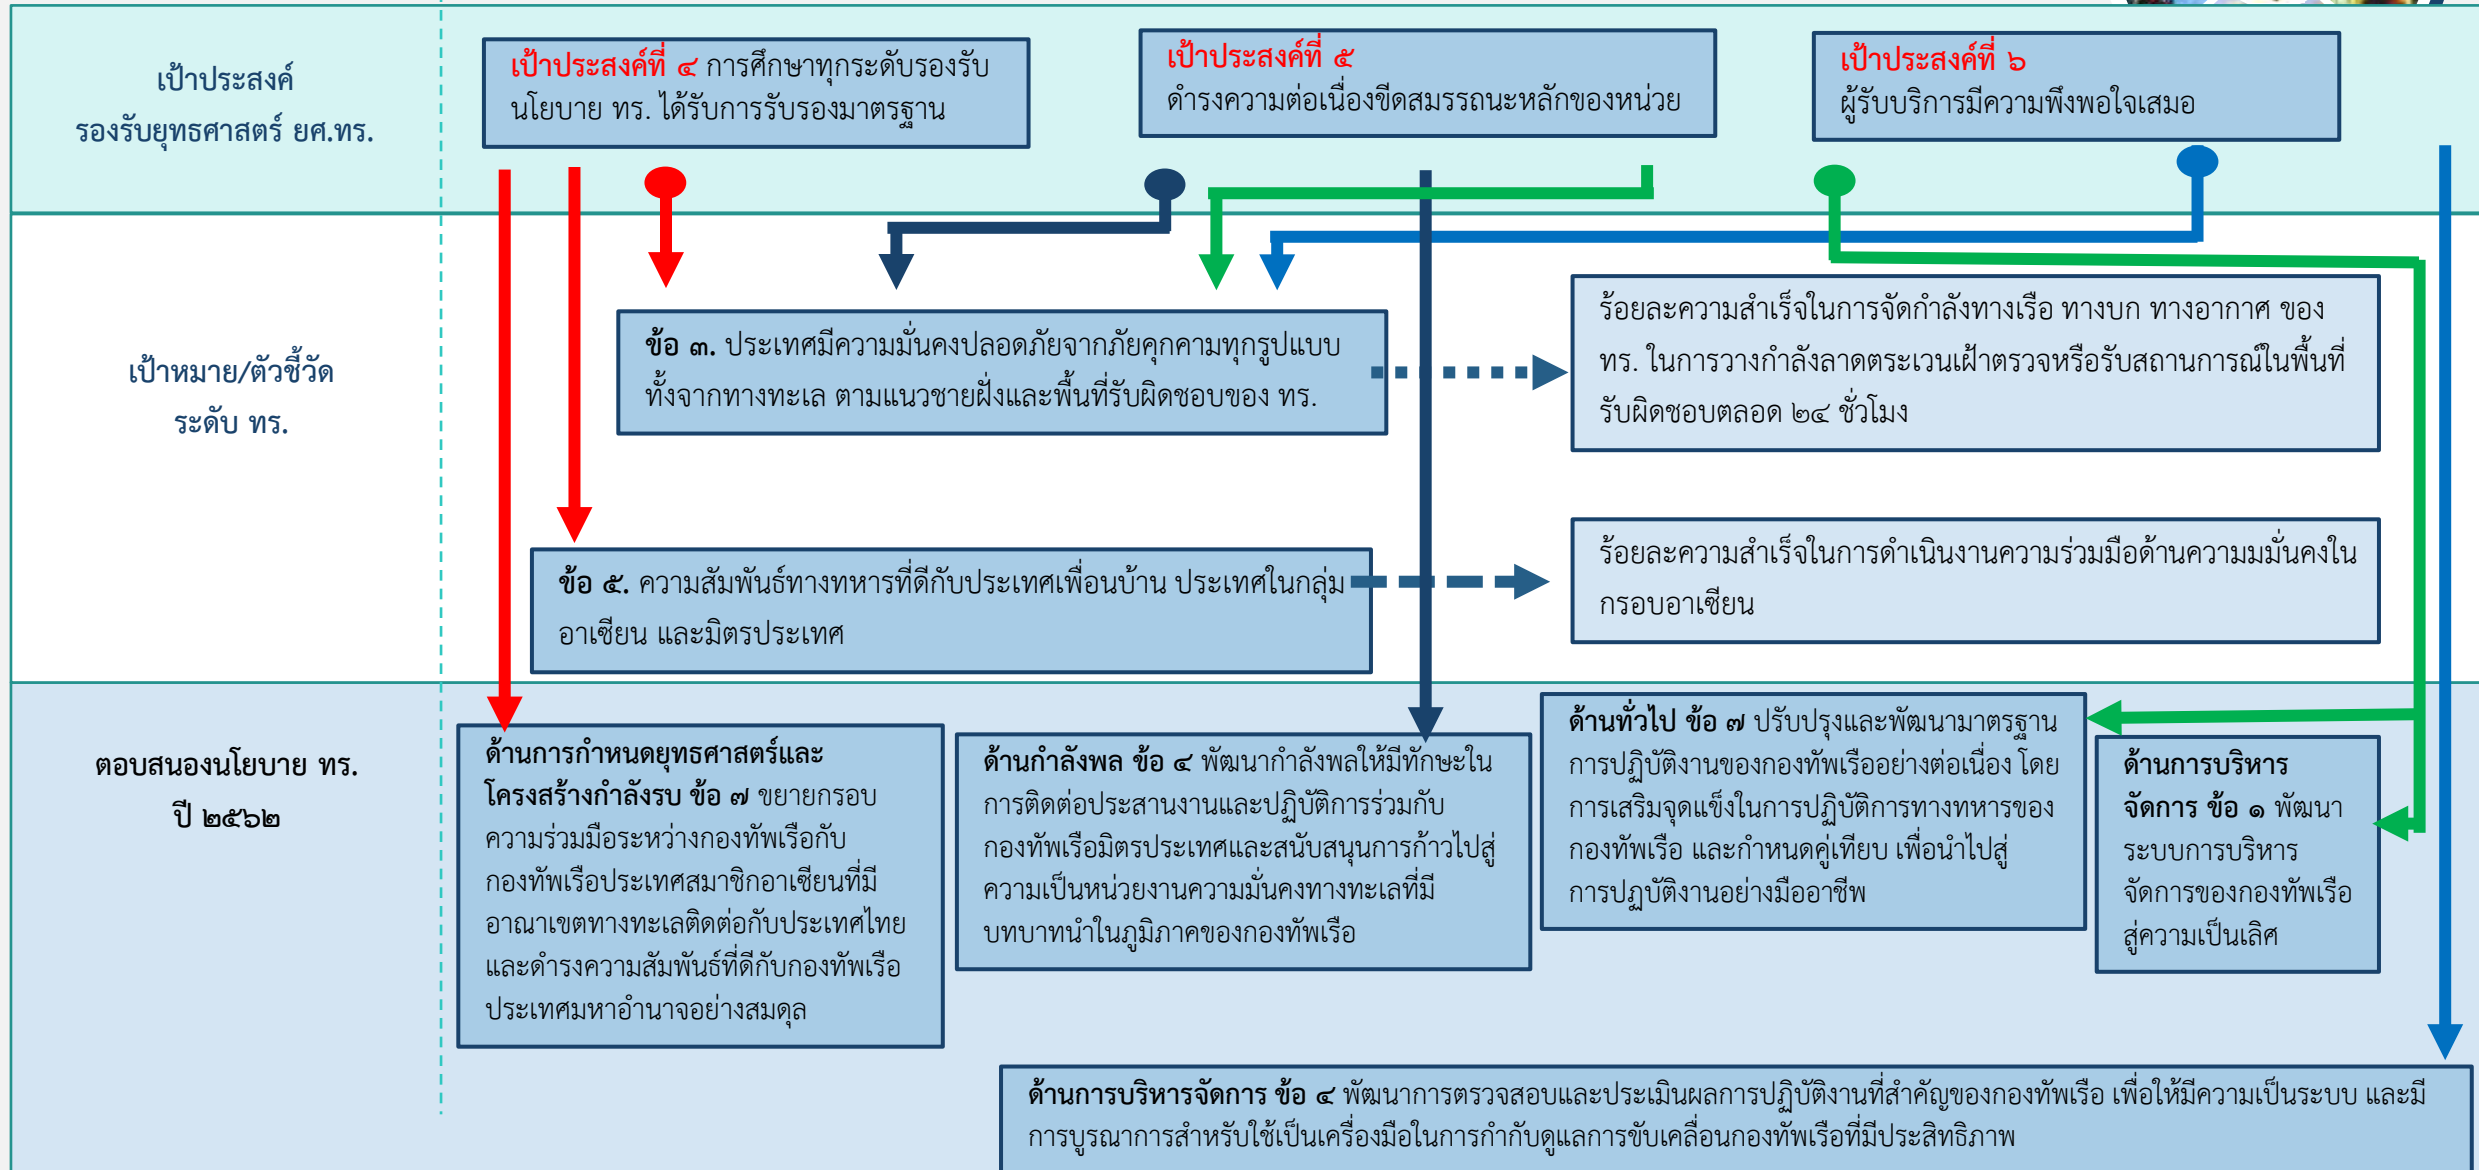 เป้าประสงค์
รองรับยุทธศาสตร์ ยศ.ทร.
เป้าประสงค์ที่ ๔ การศึกษาทุกระดับรองรับ
นโยบาย ทร. ได้รับการรับรองมาตรฐาน
เป้าประสงค์ที่ ๕
ดำรงความต่อเนื่องขีดสมรรถนะหลักของหน่วย
เป้าประสงค์ที่ ๖
ผู้รับบริการมีความพึงพอใจเสมอ
เป้าหมาย/ตัวชี้วัด
ระดับ ทร.
ข้อ ๓. ประเทศมีความมั่นคงปลอดภัยจากภัยคุกคามทุกรูปแบบ
ทั้งจากทางทะเล ตามแนวชายฝั่งและพื้นที่รับผิดชอบของ ทร.
ร้อยละความสำเร็จในการจัดกำลังทางเรือ ทางบก ทางอากาศ ของ
ทร. ในการวางกำลังลาดตระเวนเฝ้าตรวจหรือรับสถานการณ์ในพื้นที่
รับผิดชอบตลอด ๒๔ ชั่วโมง
ข้อ ๕. ความสัมพันธ์ทางทหารที่ดีกับประเทศเพื่อนบ้าน ประเทศในกลุ่ม
อาเซียน และมิตรประเทศ
ร้อยละความสำเร็จในการดำเนินงานความร่วมมือด้านความมมั่นคงใน
กรอบอาเซียน
ตอบสนองนโยบาย ทร.
ปี ๒๕๖๒
ด้านการกำหนดยุทธศาสตร์และ
โครงสร้างกำลังรบ ข้อ ๗ ขยายกรอบ
ความร่วมมือระหว่างกองทัพเรือกับ
กองทัพเรือประเทศสมาชิกอาเซียนที่มี
อาณาเขตทางทะเลติดต่อกับประเทศไทย
และดำรงความสัมพันธ์ที่ดีกับกองทัพเรือ
ประเทศมหาอำนาจอย่างสมดุล
ด้านกำลังพล ข้อ ๔ พัฒนากำลังพลให้มีทักษะใน
การติดต่อประสานงานและปฏิบัติการร่วมกับ
กองทัพเรือมิตรประเทศและสนับสนุนการก้าวไปสู่
ความเป็นหน่วยงานความมั่นคงทางทะเลที่มี
บทบาทนำในภูมิภาคของกองทัพเรือ
ด้านทั่วไป ข้อ ๗ ปรับปรุงและพัฒนามาตรฐาน
การปฏิบัติงานของกองทัพเรืออย่างต่อเนื่อง โดย
การเสริมจุดแข็งในการปฏิบัติการทางทหารของ
กองทัพเรือ และกำหนดคู่เทียบ เพื่อนำไปสู่
การปฏบัติงานอย่างมืออาชีพ
ด้านการบริหาร
จัดการ ข้อ ๑ พัฒนา
ระบบการบริหาร
จัดการของกองทัพเรือ
สู่ความเป็นเลิศ
ด้านการบริหารจัดการ ข้อ ๔ พัฒนาการตรวจสอบและประเมินผลการปฏิบัติงานที่สำคัญของกองทัพเรือ เพื่อให้มีความเป็นระบบ และมี
การบูรณาการสำหรับใช้เป็นเครื่องมือในการกำกับดูแลการขับเคลื่อนกองทัพเรือที่มีประสิทธิภาพ